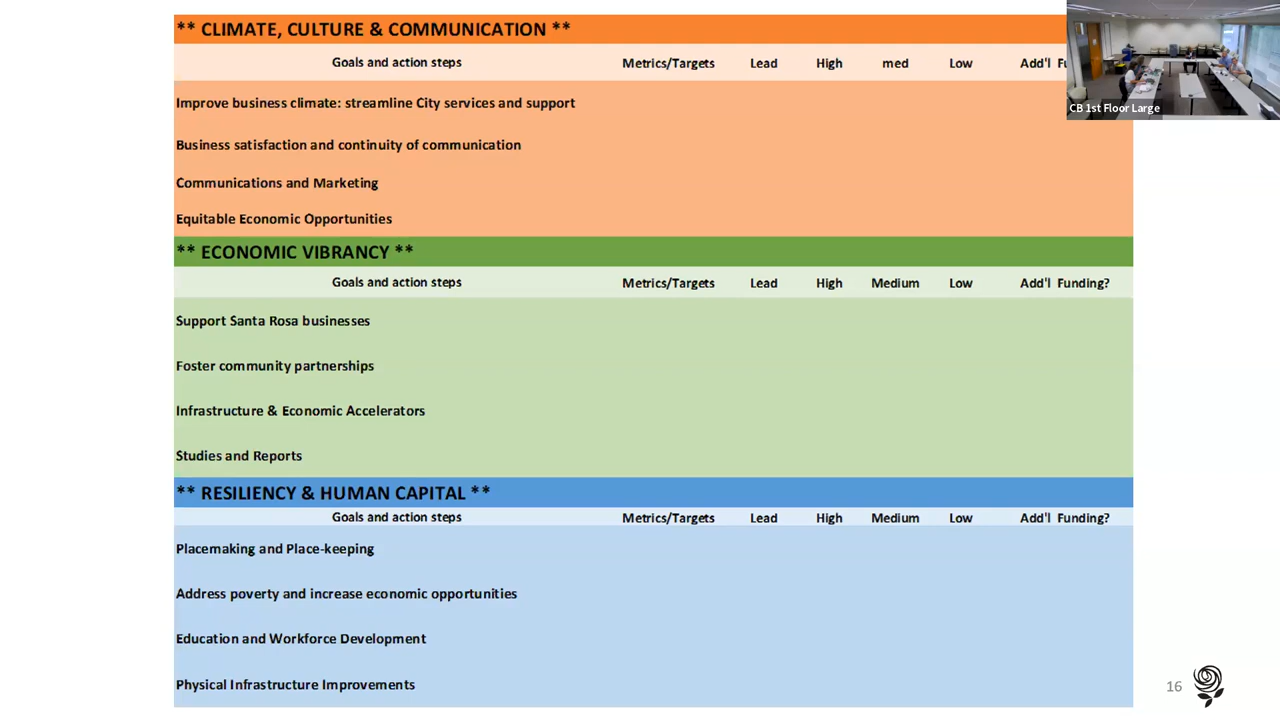 ** CLIMATE, CULTURE & COMMUNICATION **
Goals and action steps Metrics/Targets Lead High med Low Add'l Fu
CB 1st Floor Large
Improve business climate: streamline City services and support
Business satisfaction and continuity of communication
Communications and Marketing
Equitable Economic Opportunities
** ECONOMIC VIBRANCY **
Goals and action steps Metrics/Targets Lead High Medium Low Add'l Funding?
Support Santa Rosa businesses
Foster community partnerships
Infrastructure & Economic Accelerators
Studies and Reports
** RESILIENCY & HUMAN CAPITAL **
Goals and action steps Metrics/Targets Lead High Medium Low Add'l Funding?
Placemaking and Place-keeping
Address poverty and increase economic opportunities
Education and Workforce Development
Physical Infrastructure Improvements
16